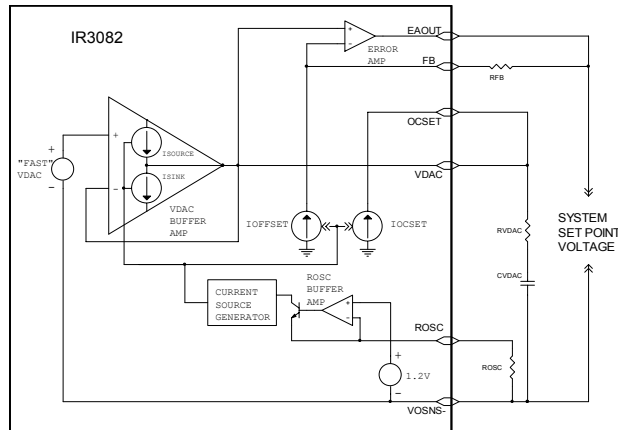 IR3082
EAOUT
+
-
ERROR
AMP
FB
RFB
OCSET
+
ISOURCE
+
"FAST"
VDAC
-
ISINK
-
VDAC
BUFFER
AMP
VDAC
IOFFSET
IOCSET
RVDAC
SYSTEM
SET POINT
VOLTAGE
CVDAC
CURRENT
SOURCE
GENERATOR
ROSC
BUFFER
AMP
+
-
ROSC
+
1.2V
-
ROSC
VOSNS-